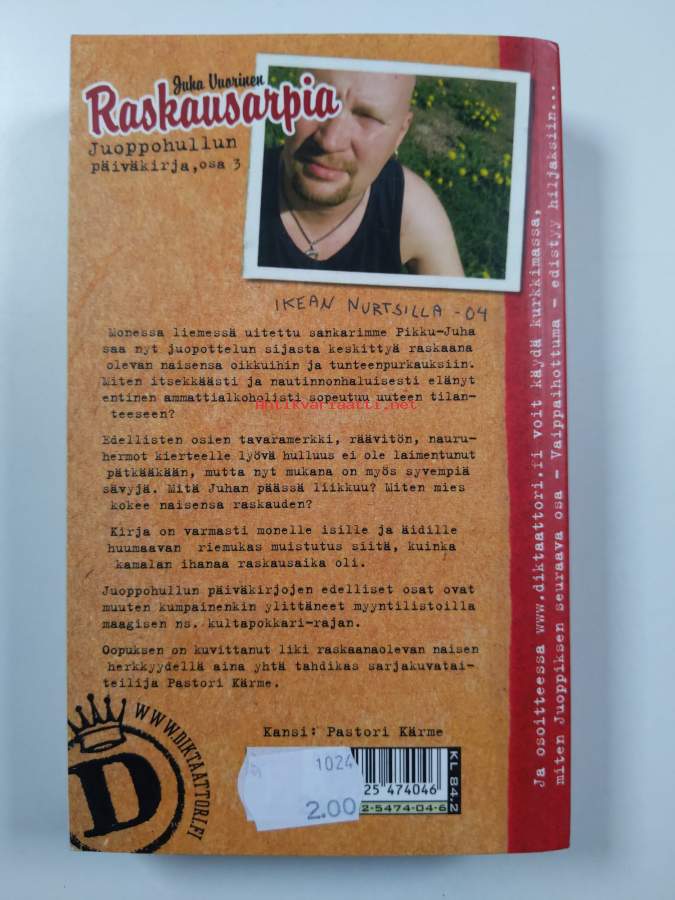 Juha Vuorinen
Raskausarpia
Juoppohullun
päiväkirja, osa 3
IKEAN NURTSILLA -04
Monessa liemessä uitettu sankarimme Pikku-Juha
saa nyt juopottelun sijasta keskittyä raskaana
olevan naisensa oikkuihin ja tunteenpurkauksiin.
Miten itsekkäästi ja nautinnonhaluisesti elänyt
entinen ammattialkoholisti sopeutuu uuteen tilan-
teeseen?
antikvariaatti.net
Edellisten osien tavaramerkki, räävitön, nauru-
hermot kierteelle lyövä hulluus ei ole laimentunut
pätkääkään, mutta nyt mukana on myös syvempiä
sävyjä. Mitä Juhan päässä liikkuu? Miten mies
kokee naisensa raskauden?
Kirja on varmasti monelle isille ja äidille
huumaavan riemukas muistutus siitä, kuinka
kamalan ihanaa raskausaika oli.
Juoppohullun päiväkirjojen edelliset osat ovat
muuten kumpainenkin ylittäneet myyntilistoilla
maagisen ns. kultapokkari-rajan.
Oopuksen on kuvittanut liki raskaanaolevan naisen
herkkyydellä aina yhtä tahdikas sarjakuvatai-
teilija Pastori Kärme.
Kansi: Pastori Kärme
WWW.DIKTAATTORI.FI
D
1024
2.00
25 474046
2-5474-04-6
KL 84.2
Ja osoitteessa www.diktaattori.fi voit käydä kurkkimassa,
miten Juoppiksen seuraava osa - Vaippaihottuma - edistyy hiljaksiin...